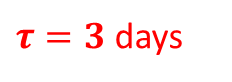 τ = 3 days